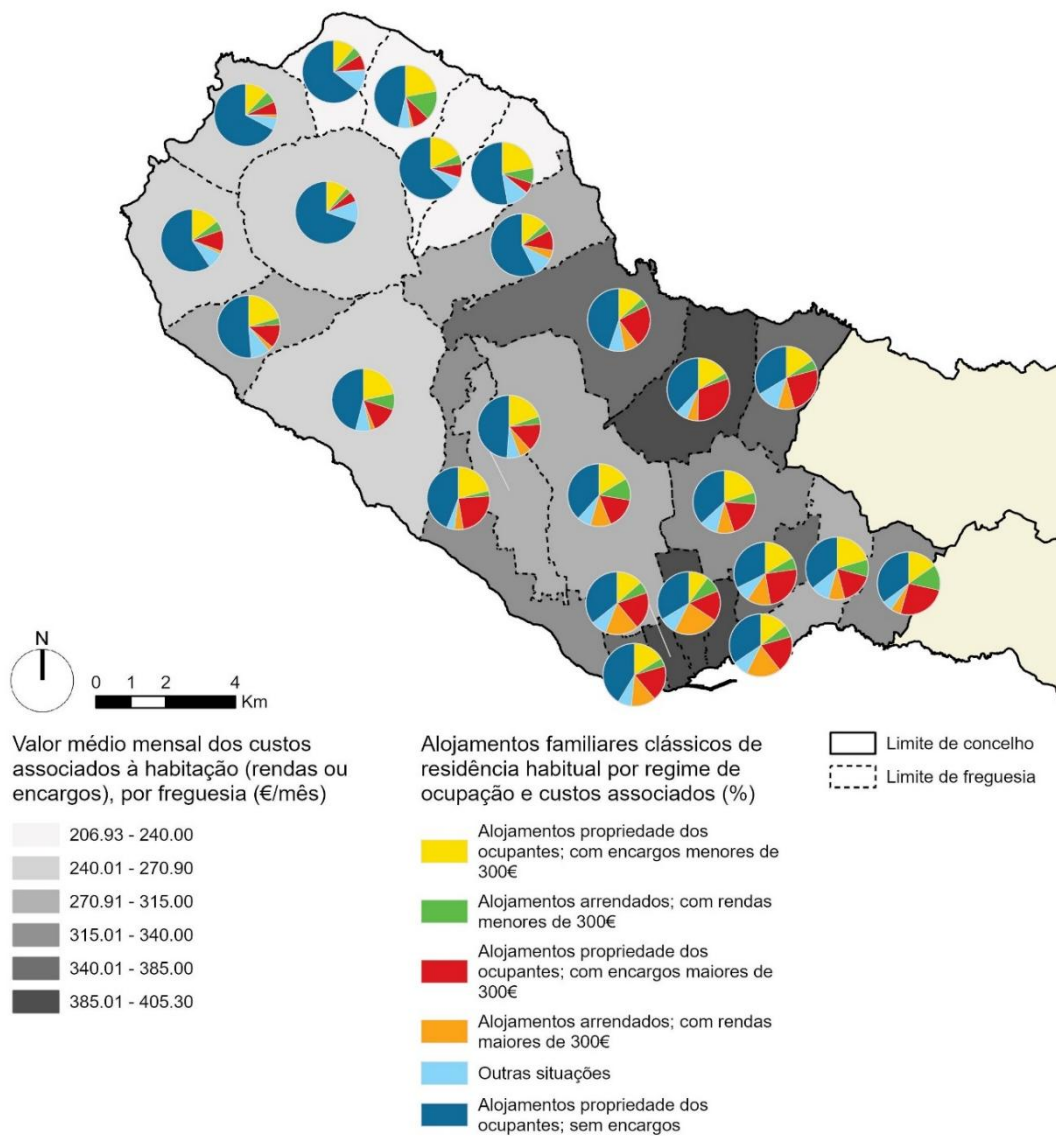 N
0 1 2 4
Km
Valor médio mensal dos custos
associados à habitação (rendas ou
encargos), por freguesia (€/mês)
206.93 - 240.00
240.01 - 270.90
270.91 - 315.00
315.01 - 340.00
340.01 - 385.00
385.01 - 405.30
Alojamentos familiares clássicos de
residência habitual por regime de
ocupação e custos associados (%)
Alojamentos propriedade dos
ocupantes; com encargos menores de
300€
Alojamentos arrendados; com rendas
menores de 300€
Alojamentos propriedade dos
ocupantes; com encargos maiores de
300€
Alojamentos arrendados; com rendas
maiores de 300€
Outras situações
Alojamentos propriedade dos
ocupantes; sem encargos
Limite de concelho
Limite de freguesia